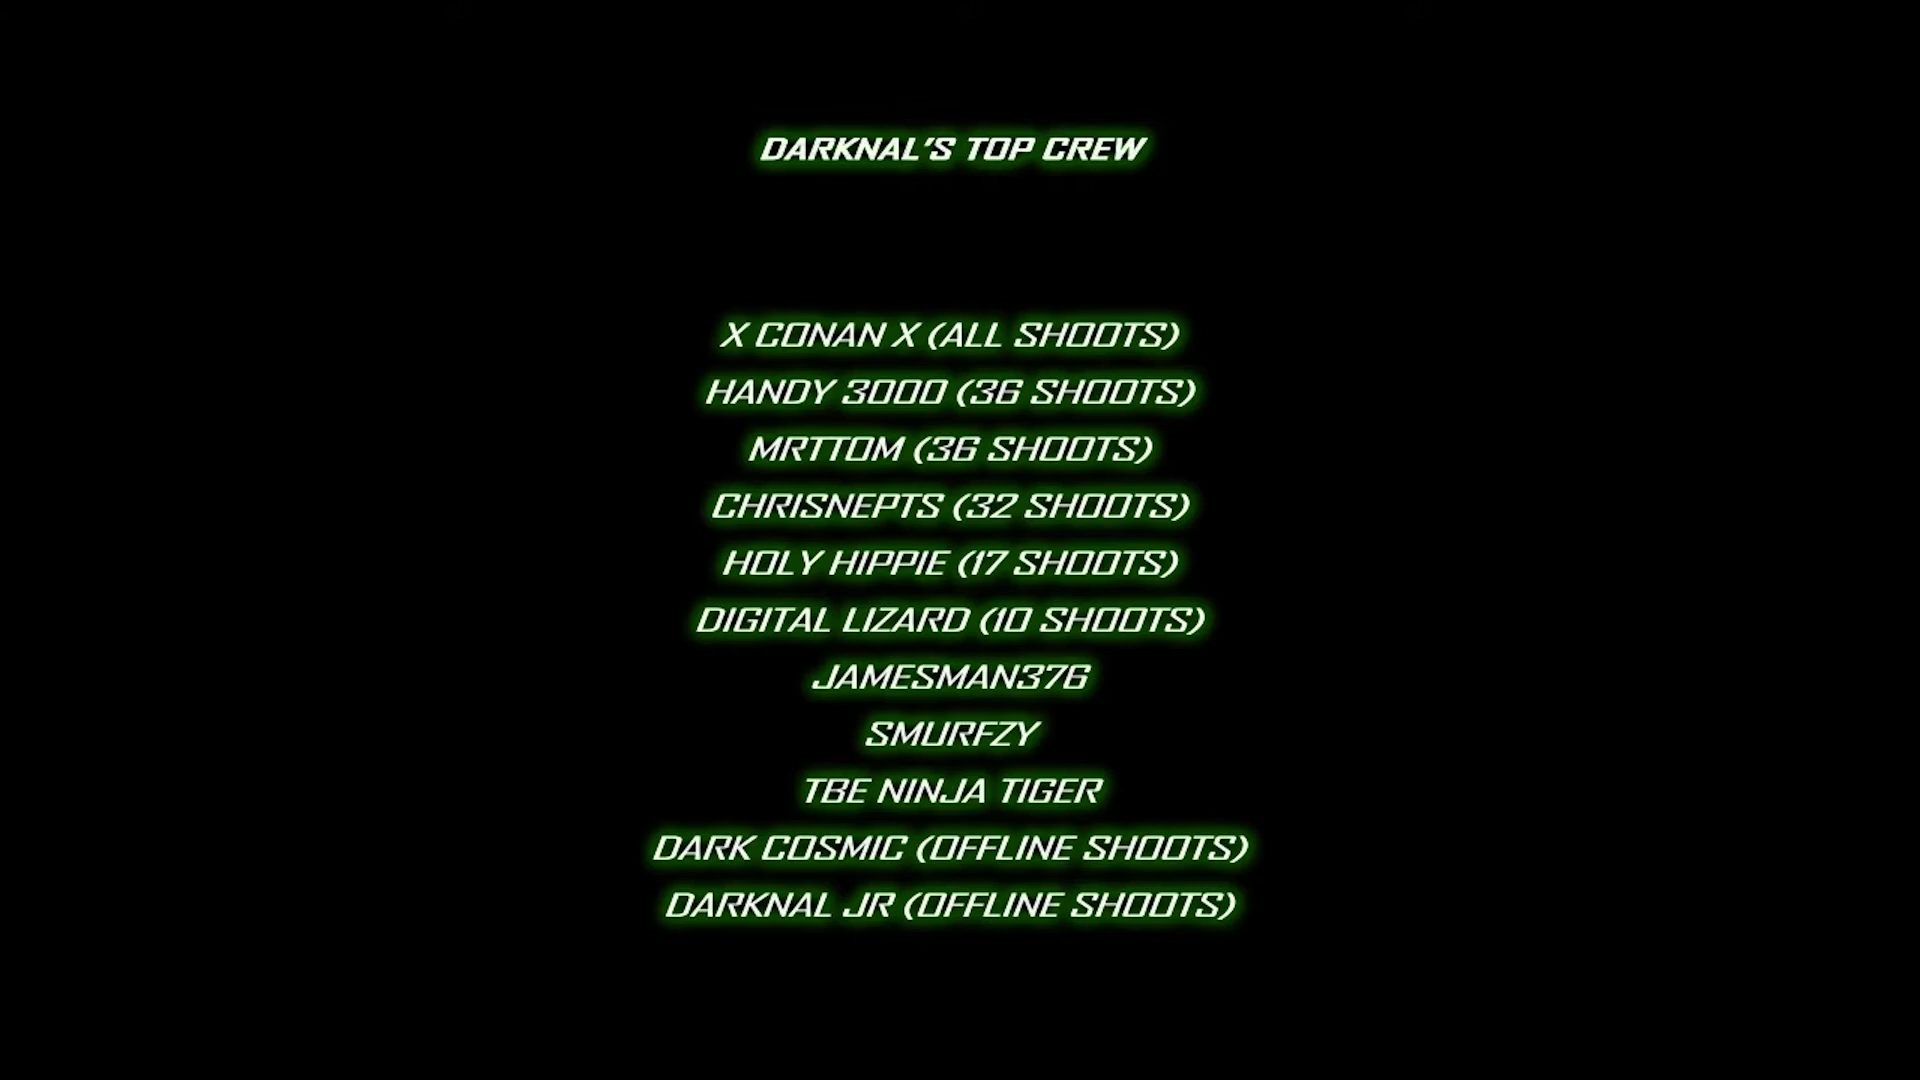 DARKNAL'S TOP CREW
X CONAN X (ALL SHOOTS)
HANDY 3000 (36 SHOOTS)
MRTTOM (36 SHOOTS)
CHRISNEPTS (32 SHOOTS)
HOLY HIPPIE (17 SHOOTS)
DIGITAL LIZARD (10 SHOOTS)
JAMESMAN376
SMURFZY
TBE NINJA TIGER
DARK COSMIC (OFFLINE SHOOTS)
DARKNAL JR (OFFLINE SHOOTS)